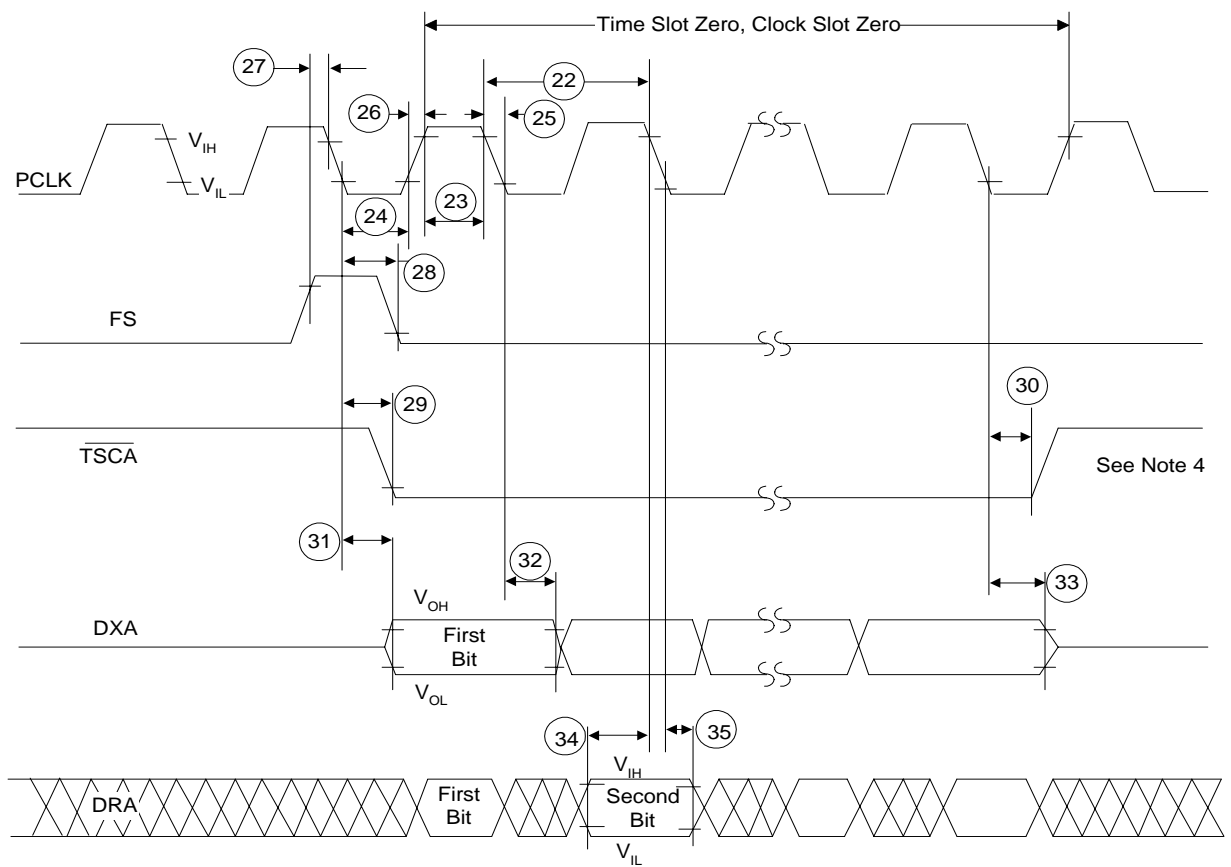 Time Slot Zero, Clock Slot Zero
27
22
26
25
V_IH
PCLK
V_IL
24
23
28
FS
30
29
TSCA
See Note 4
31
32
33
V_OH
DXA
First
Bit
V_OL
34
35
V_IH
DRA
First
Bit
Second
Bit
V_IL